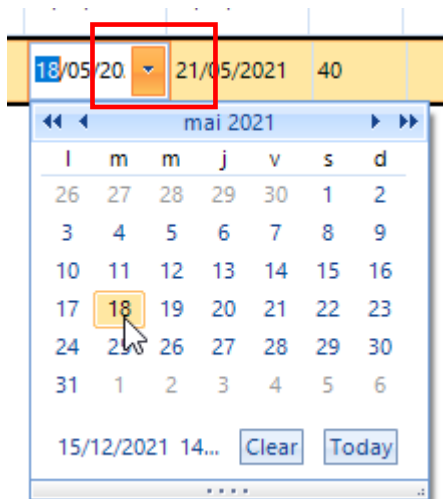 18/05/20. 21/05/2021 40
mai 2021
l m m j v s d
26 27 28 29 30 1 2
3 4 5 6 7 8 9
10 11 12 13 14 15 16
17 18 19 20 21 22 23
24 25 26 27 28 29 30
31 1 2 3 4 5 6
15/12/2021 14... Clear Today